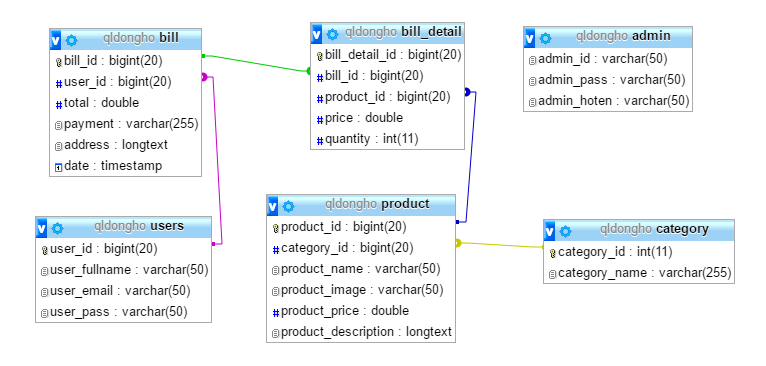 qldongho bill
bill_id : bigint(20)
user_id : bigint(20)
total : double
payment : varchar(255)
address : longtext
date : timestamp
qldongho bill_detail
bill_detail_id : bigint(20)
bill_id : bigint(20)
product_id : bigint(20)
price : double
quantity : int(11)
qldongho admin
admin_id : varchar(50)
admin_pass : varchar(50)
admin_hoten : varchar(50)
qldongho users
user_id : bigint(20)
user_fullname : varchar(50)
user_email : varchar(50)
user_pass : varchar(50)
qldongho product
product_id : bigint(20)
category_id : bigint(20)
product_name : varchar(50)
product_image : varchar(50)
product_price : double
product_description : longtext
qldongho category
category_id : int(11)
category_name : varchar(255)